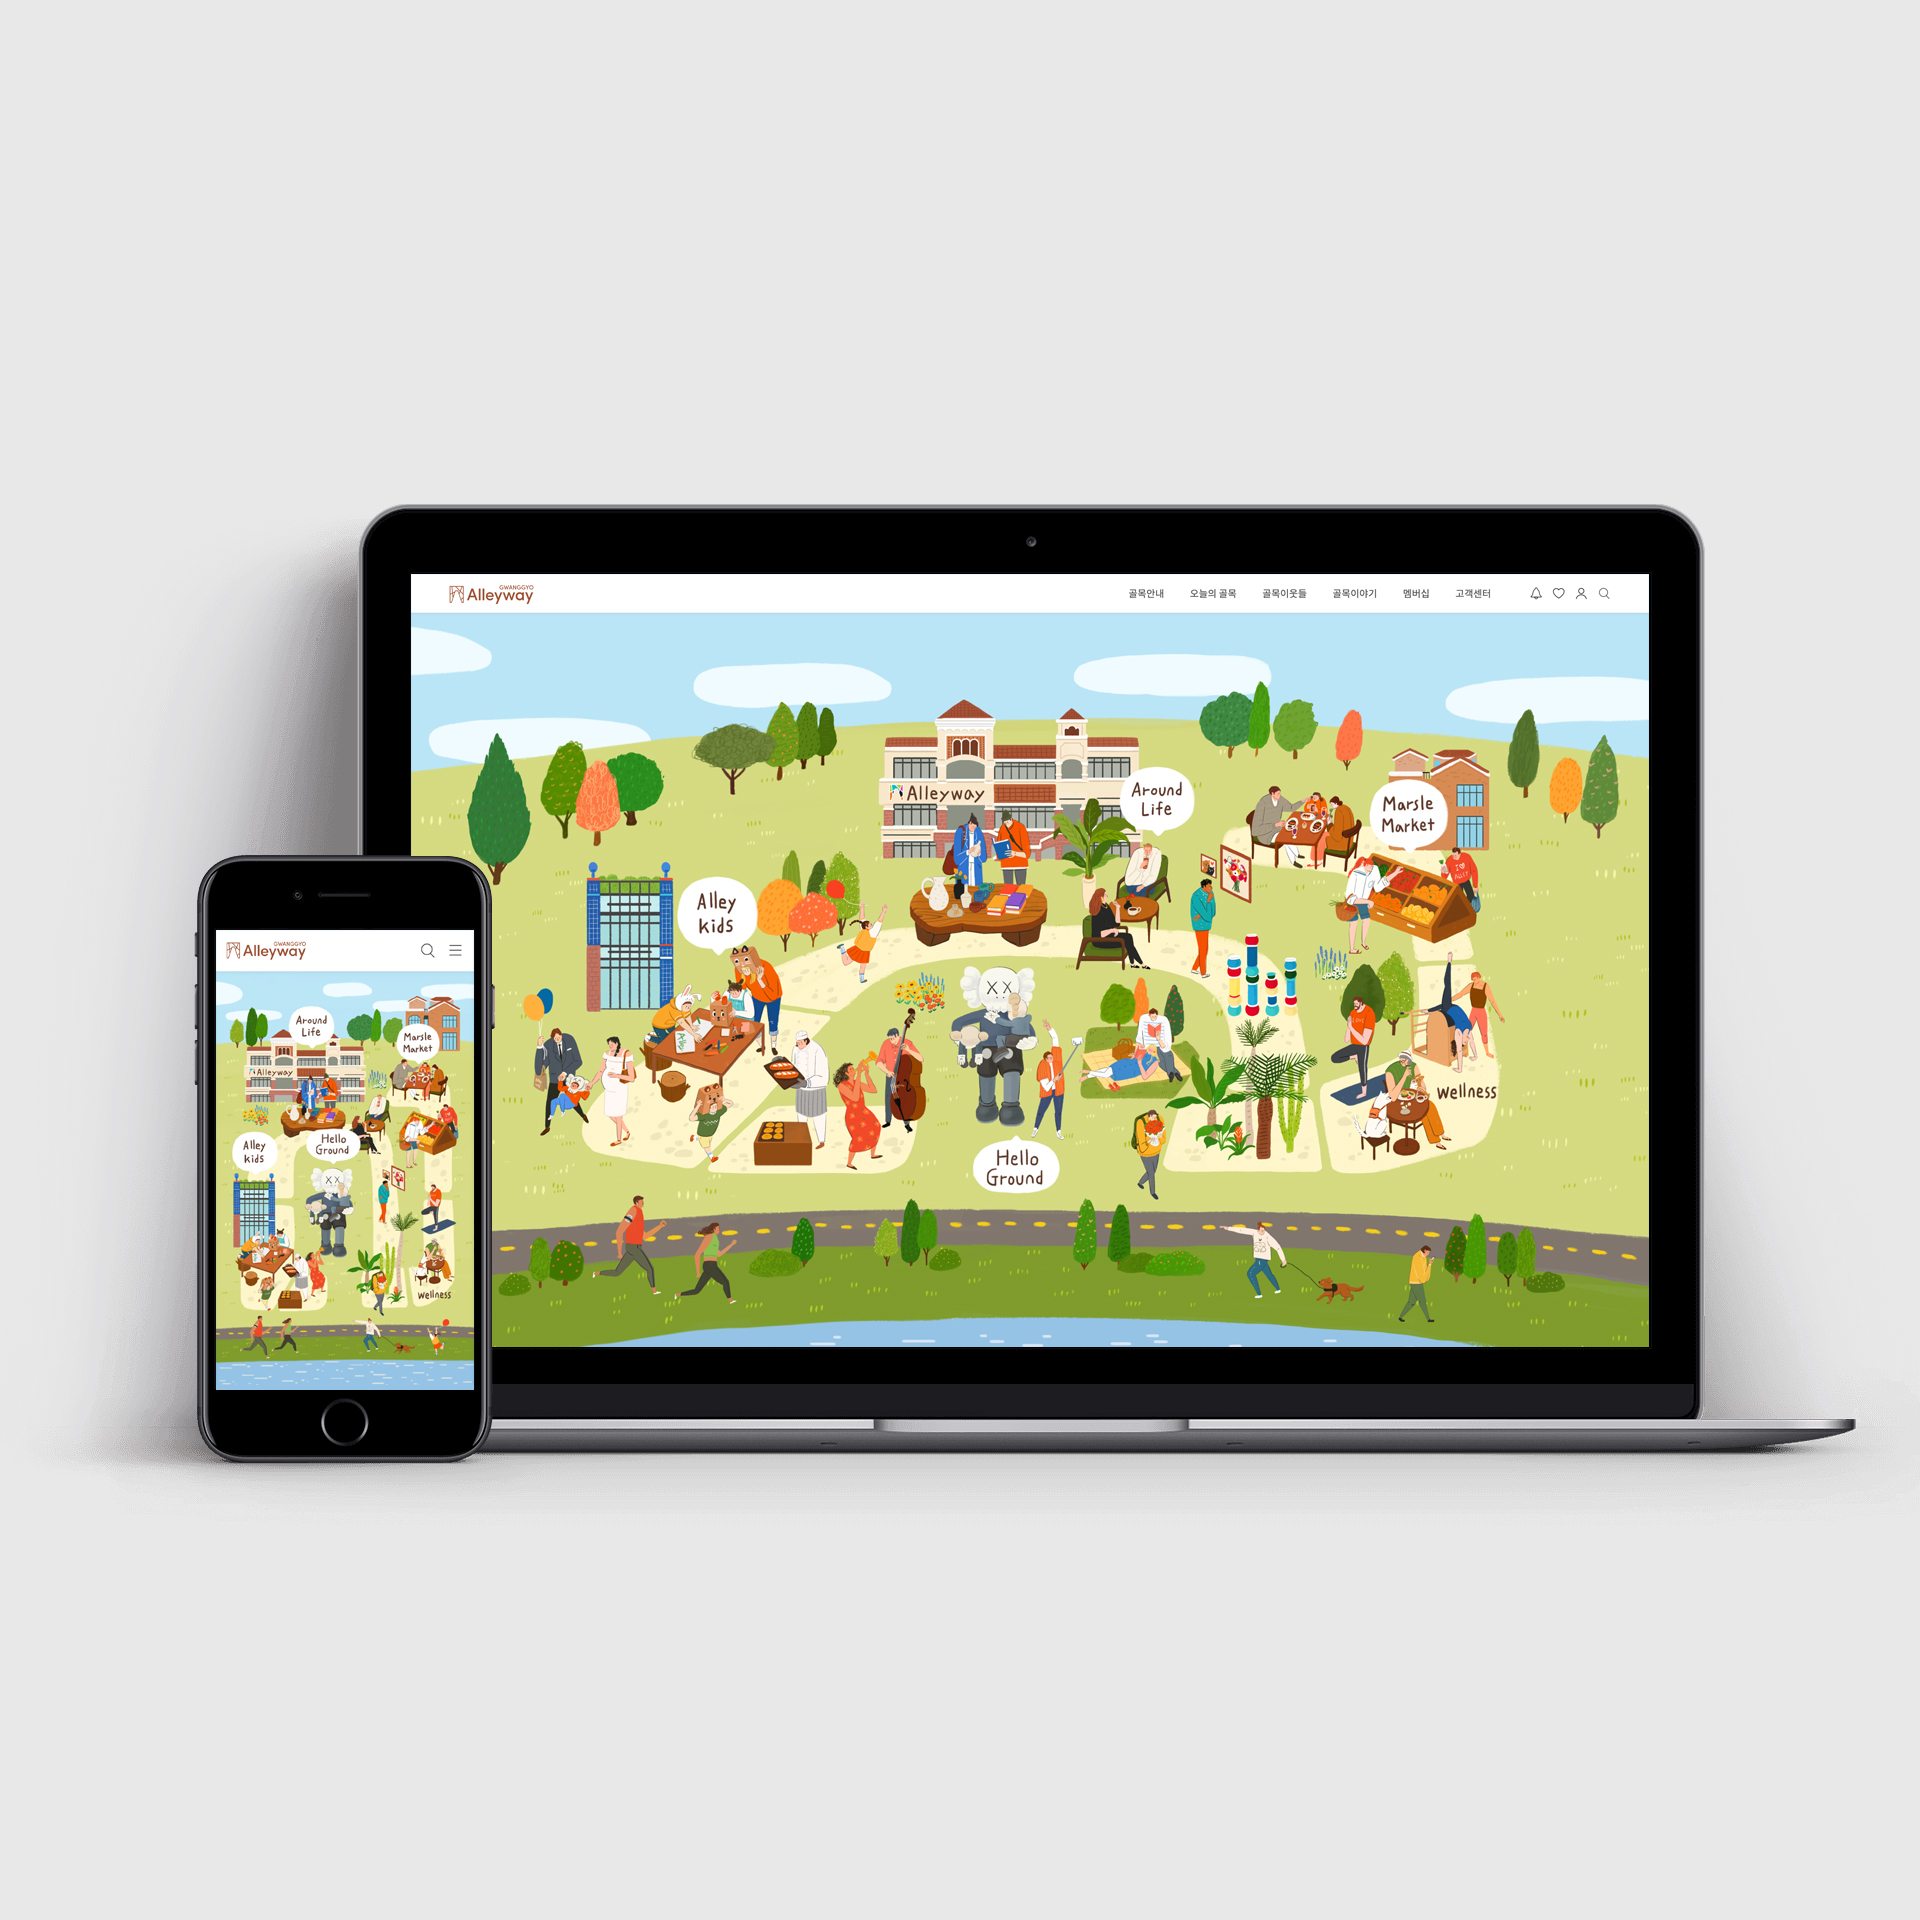 GWANGGYO
Alleyway
골목안내 오늘의 골목 골목이웃들 골목이야기 멤버십 고객센터
Alleyway
Around
Life
Marsle
Market
Alley
kids
Wellness
Hello
Ground
GWANGGYO
Alleyway
Around
Life
Marsle
Market
Alleyway
Alley
kids
Hello
Ground
Wellness